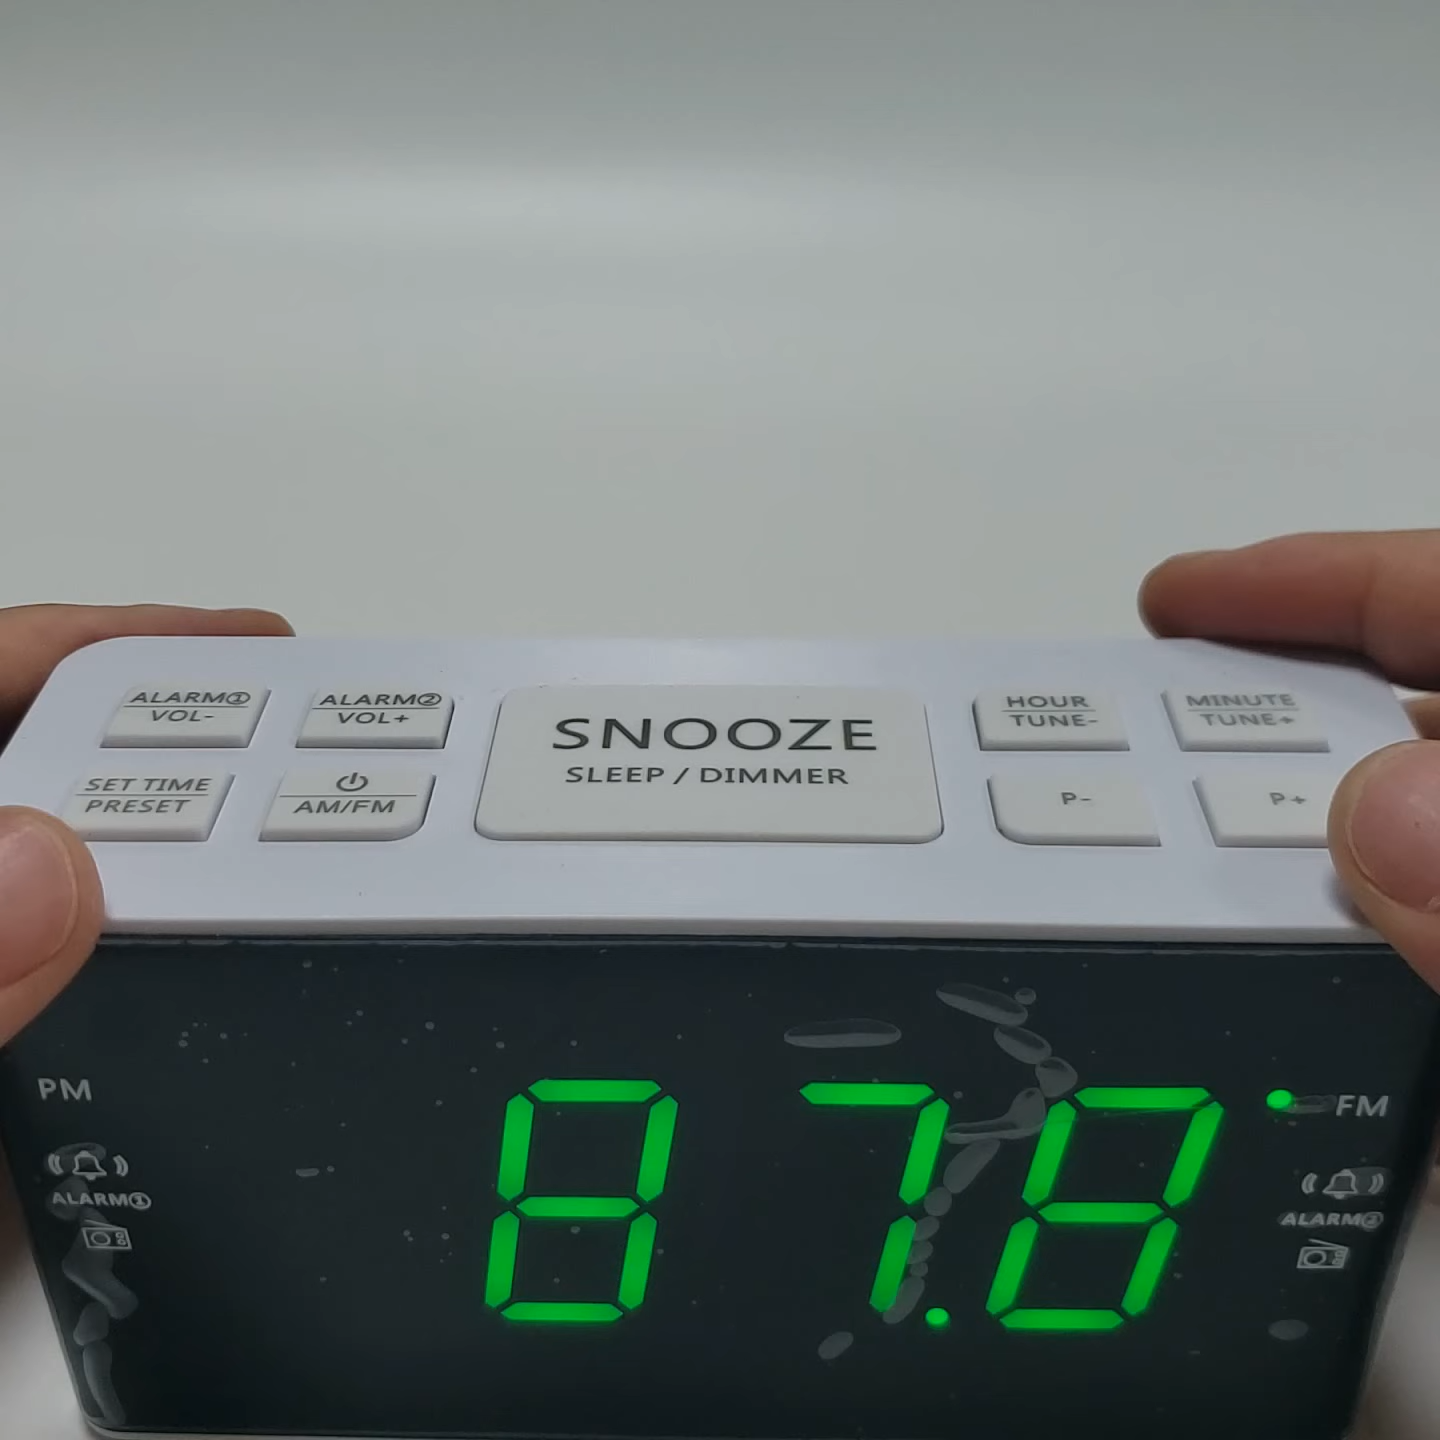 ALARM① ALARM② SNOOZE HOUR MINUTE
VOL- VOL+ TUNE- TUNE+
SET TIME SLEEP / DIMMER
PRESET AM/FM P- P+
PM 87.8 FM
ALARM① ALARM②